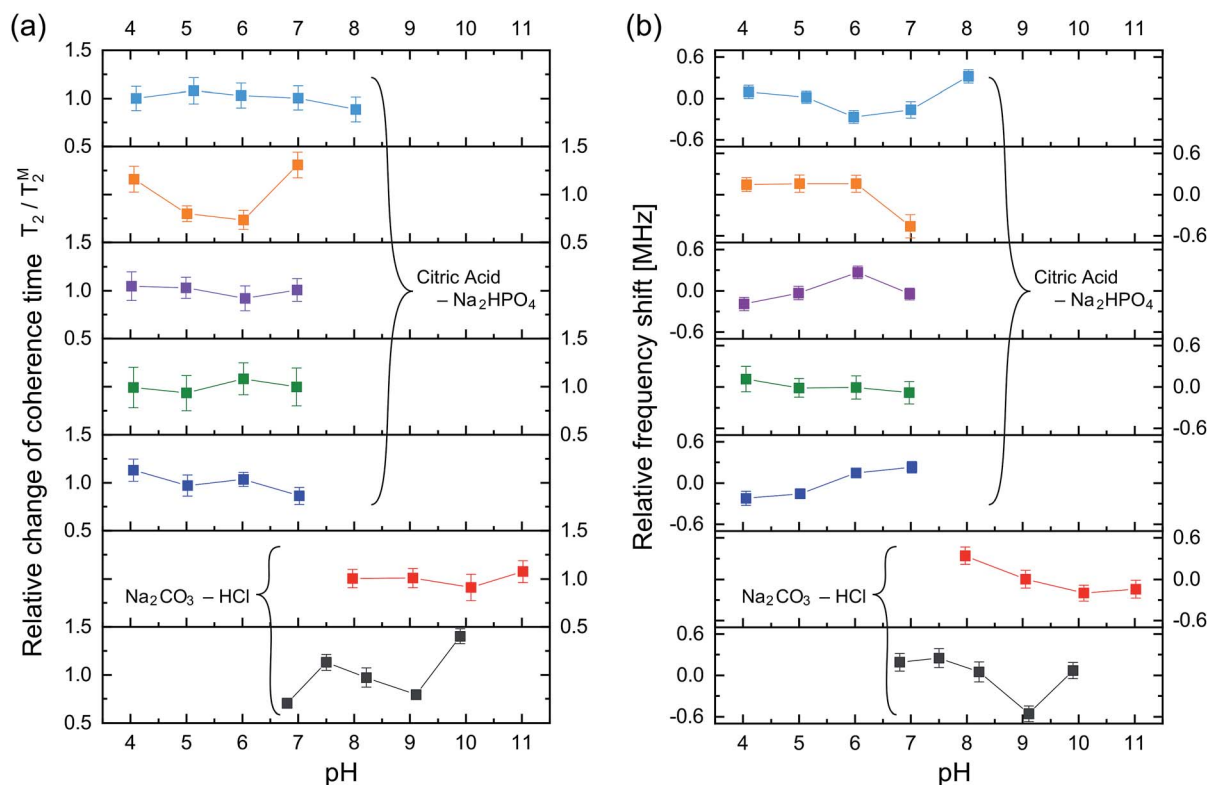 (a)
4 5 6 7 8 9 10 11
1.5
1.0
0.5
1.5
1.0
1.5
0.5
1.0
0.5
1.5
1.0
1.5
0.5
1.0
0.5
1.5
1.0
1.5
0.5
1.0
0.5
Relative change of coherence time T₂ / T₂ᴹ
Citric Acid
– Na₂HPO₄
Na₂CO₃ – HCl
4 5 6 7 8 9 10 11
pH
(b)
4 5 6 7 8 9 10 11
0.6
0.0
-0.6
0.6
0.0
0.6
-0.6
0.0
-0.6
0.6
0.0
0.6
-0.6
0.0
-0.6
0.6
0.0
0.6
-0.6
0.0
-0.6
Relative frequency shift [MHz]
Citric Acid
– Na₂HPO₄
Na₂CO₃ – HCl
4 5 6 7 8 9 10 11
pH